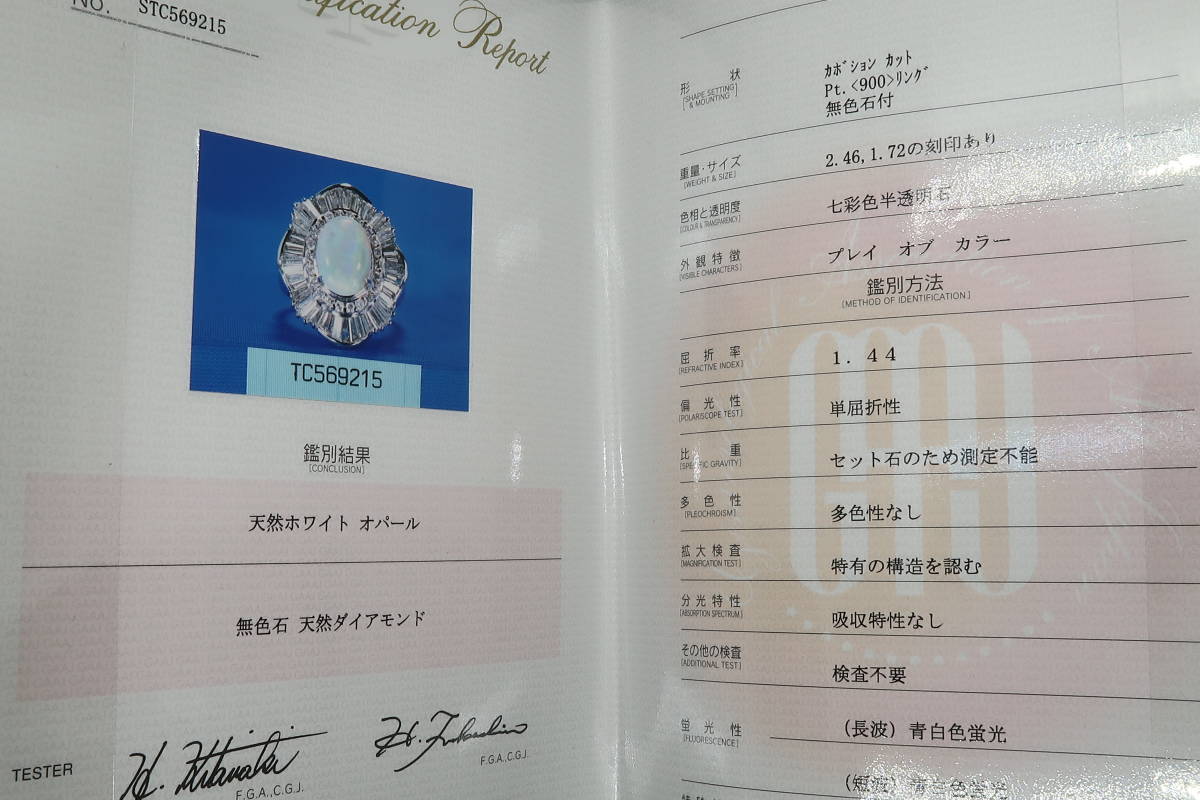 NO. STC569215
ification Report
TC569215
鑑別結果
[CONCLUSION]
天然ホワイト オパール
無色石 天然ダイアモンド
TESTER
F.G.A.,C.G.J.
F.G.A.,C.G.J.
形状
[SHAPE, SETTING & MOUNTING]
カボション カット
Pt.<900>リング
無色石付
重量・サイズ
[WEIGHT & SIZE]
2.46,1.72の刻印あり
色相と透明度
[COLOUR & TRANSPARENCY]
七彩色半透明石
外観特徴
[VISIBLE CHARACTERS]
プレイ オブ カラー
鑑別方法
[METHOD OF IDENTIFICATION]
屈折率
[REFRACTIVE INDEX]
1.44
偏光性
[POLARISCOPE TEST]
単屈折性
比重
[SPECIFIC GRAVITY]
セット石のため測定不能
多色性
[PLEOCHROISM]
多色性なし
拡大検査
[MAGNIFICATION TEST]
特有の構造を認む
分光特性
[ABSORPTION SPECTRUM]
吸収特性なし
その他の検査
[ADDITIONAL TEST]
検査不要
蛍光性
[FLUORESCENCE]
(長波) 青白色蛍光
(短波) 青白色蛍光